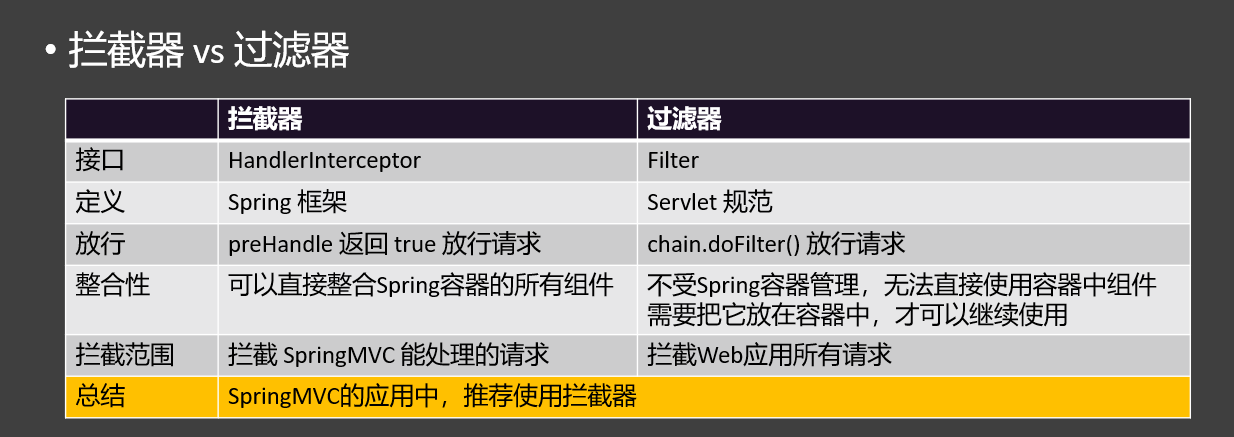 • 拦截器 vs 过滤器
拦截器 过滤器
接口 HandlerInterceptor Filter
定义 Spring 框架 Servlet 规范
放行 preHandle 返回 true 放行请求 chain.doFilter() 放行请求
整合性 可以直接整合Spring容器的所有组件 不受Spring容器管理，无法直接使用容器中组件
需要把它放在容器中，才可以继续使用
拦截范围 拦截 SpringMVC 能处理的请求 拦截Web应用所有请求
总结 SpringMVC的应用中，推荐使用拦截器